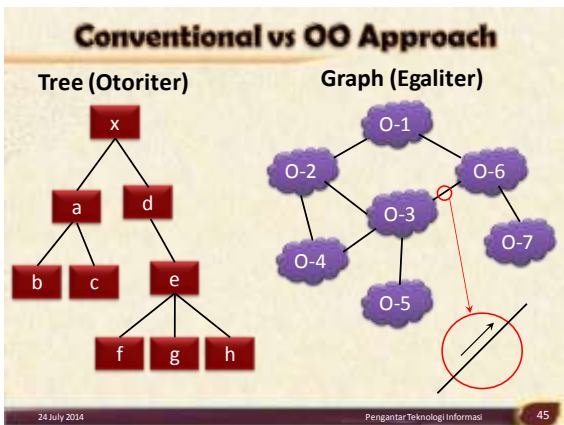 Conventional vs OO Approach
Tree (Otoriter)
Graph (Egaliter)
x
a
d
b
c
e
f
g
h
O-1
O-2
O-6
O-3
O-7
O-4
O-5
24 July 2014
Pengantar Teknologi Informasi
45